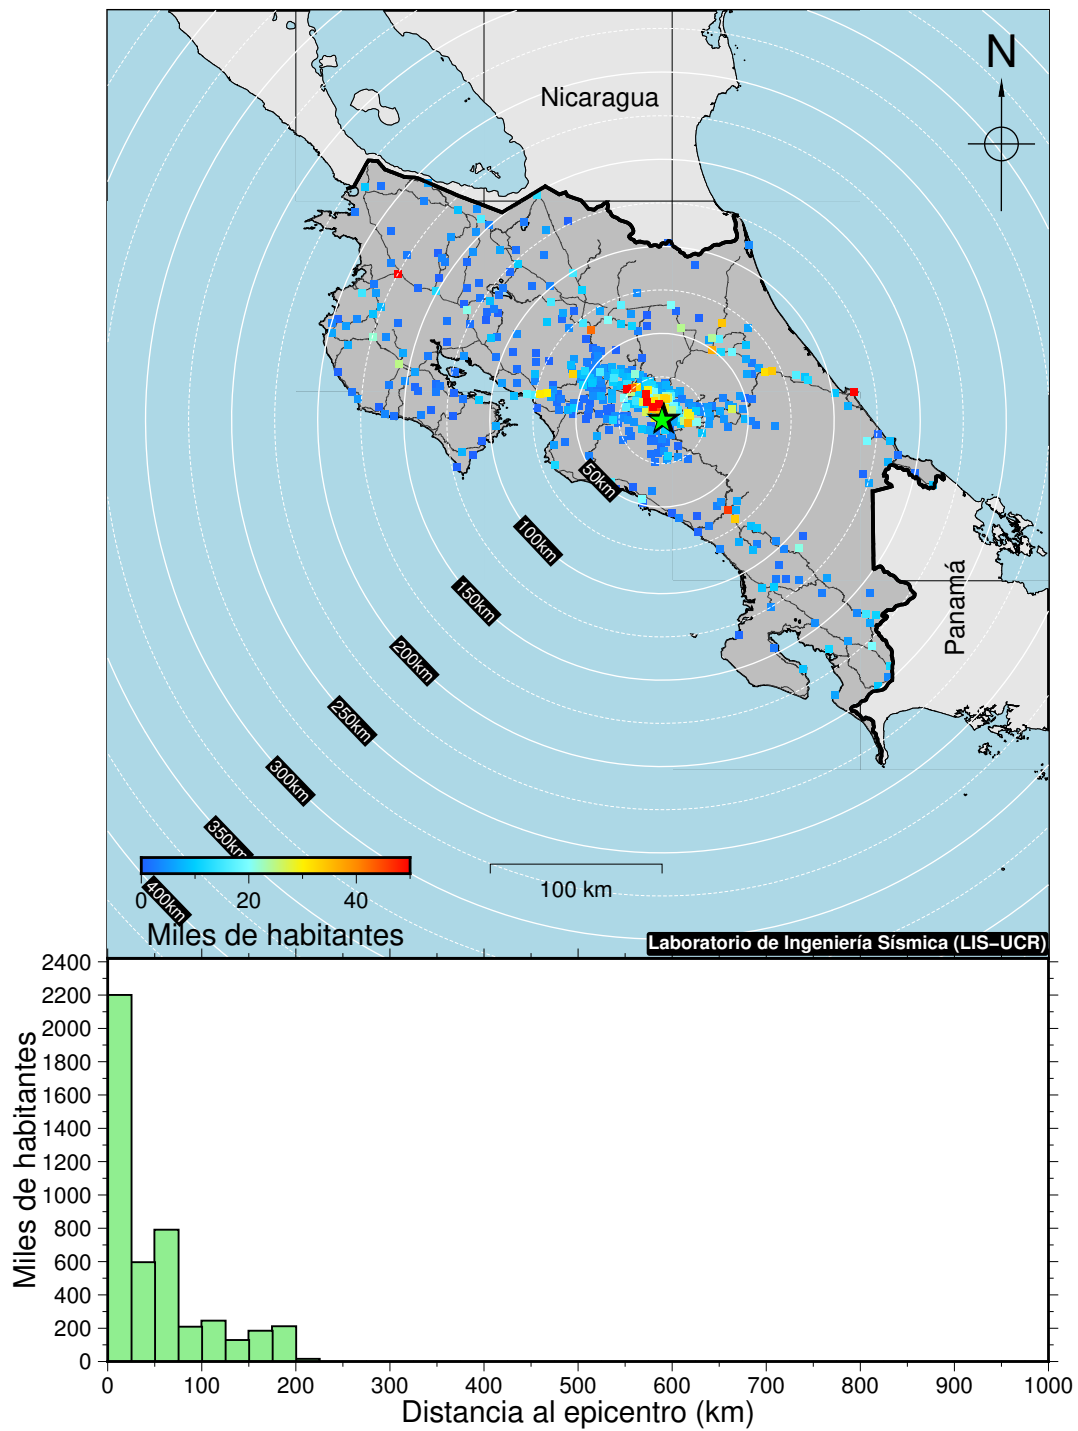 N
Nicaragua
Panamá
50km
100km
150km
200km
250km
300km
350km
400km
0 20 40
Miles de habitantes
100 km
Laboratorio de Ingeniería Sísmica (LIS−UCR)
2400
2200
2000
1800
1600
1400
1200
1000
800
600
400
200
0
Miles de habitantes
0 100 200 300 400 500 600 700 800 900 1000
Distancia al epicentro (km)